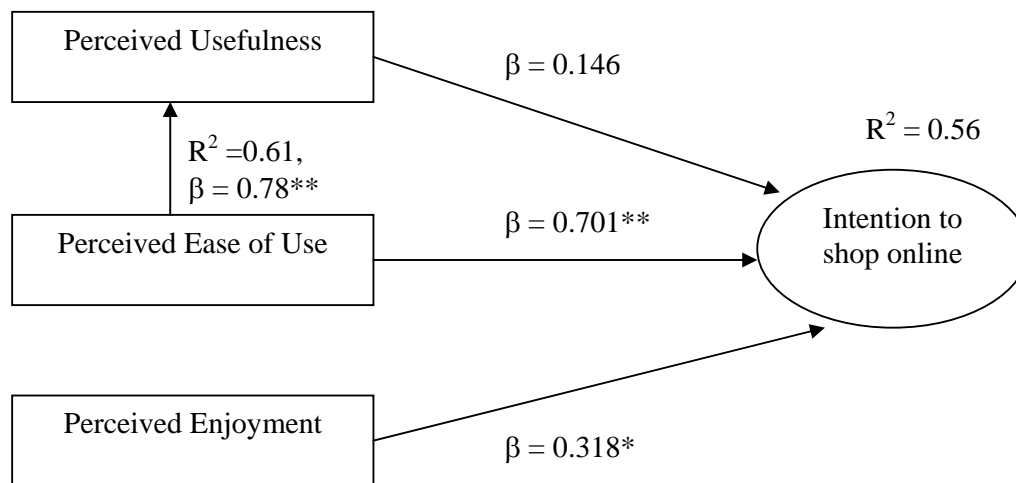 Perceived Usefulness
β = 0.146
R² = 0.56
R² =0.61,
β = 0.78**
Perceived Ease of Use
β = 0.701**
Intention to
shop online
Perceived Enjoyment
β = 0.318*